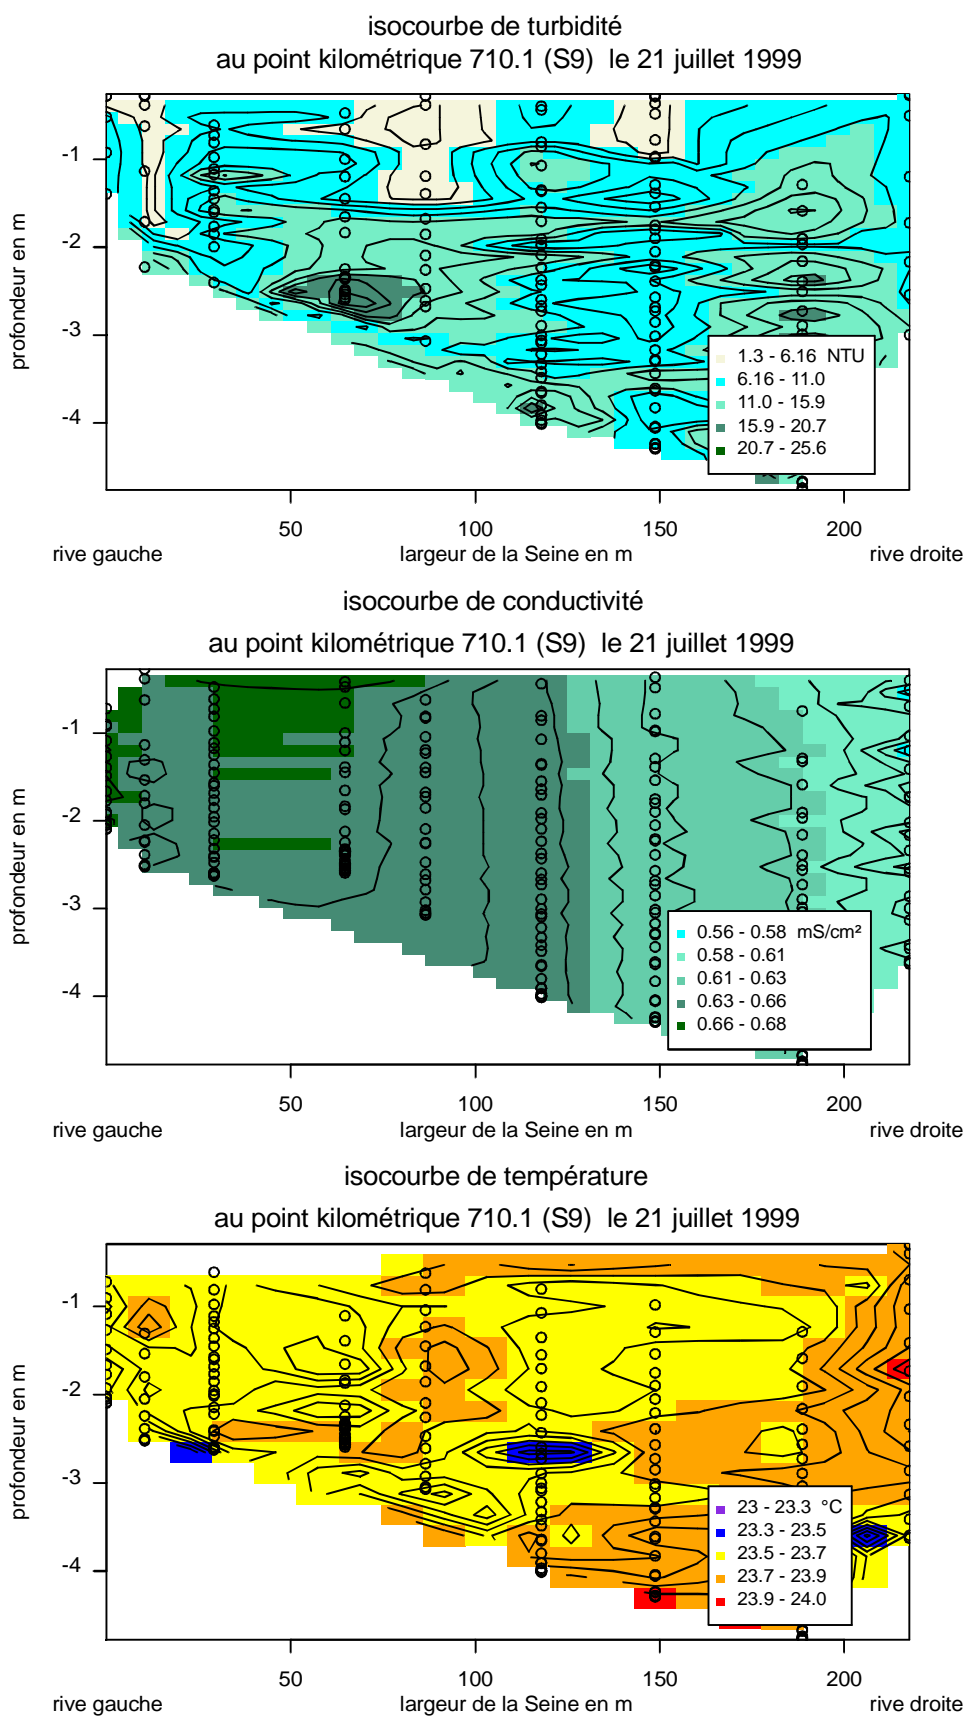 isocourbe de turbidité
au point kilométrique 710.1 (S9)  le 21 juillet 1999
profondeur en m
-1
-2
-3
-4
1.3 - 6.16  NTU
6.16 - 11.0
11.0 - 15.9
15.9 - 20.7
20.7 - 25.6
50
100
150
200
rive gauche
largeur de la Seine en m
rive droite
isocourbe de conductivité
au point kilométrique 710.1 (S9)  le 21 juillet 1999
profondeur en m
-1
-2
-3
-4
0.56 - 0.58  mS/cm²
0.58 - 0.61
0.61 - 0.63
0.63 - 0.66
0.66 - 0.68
50
100
150
200
rive gauche
largeur de la Seine en m
rive droite
isocourbe de température
au point kilométrique 710.1 (S9)  le 21 juillet 1999
profondeur en m
-1
-2
-3
-4
23 - 23.3  °C
23.3 - 23.5
23.5 - 23.7
23.7 - 23.9
23.9 - 24.0
50
100
150
200
rive gauche
largeur de la Seine en m
rive droite